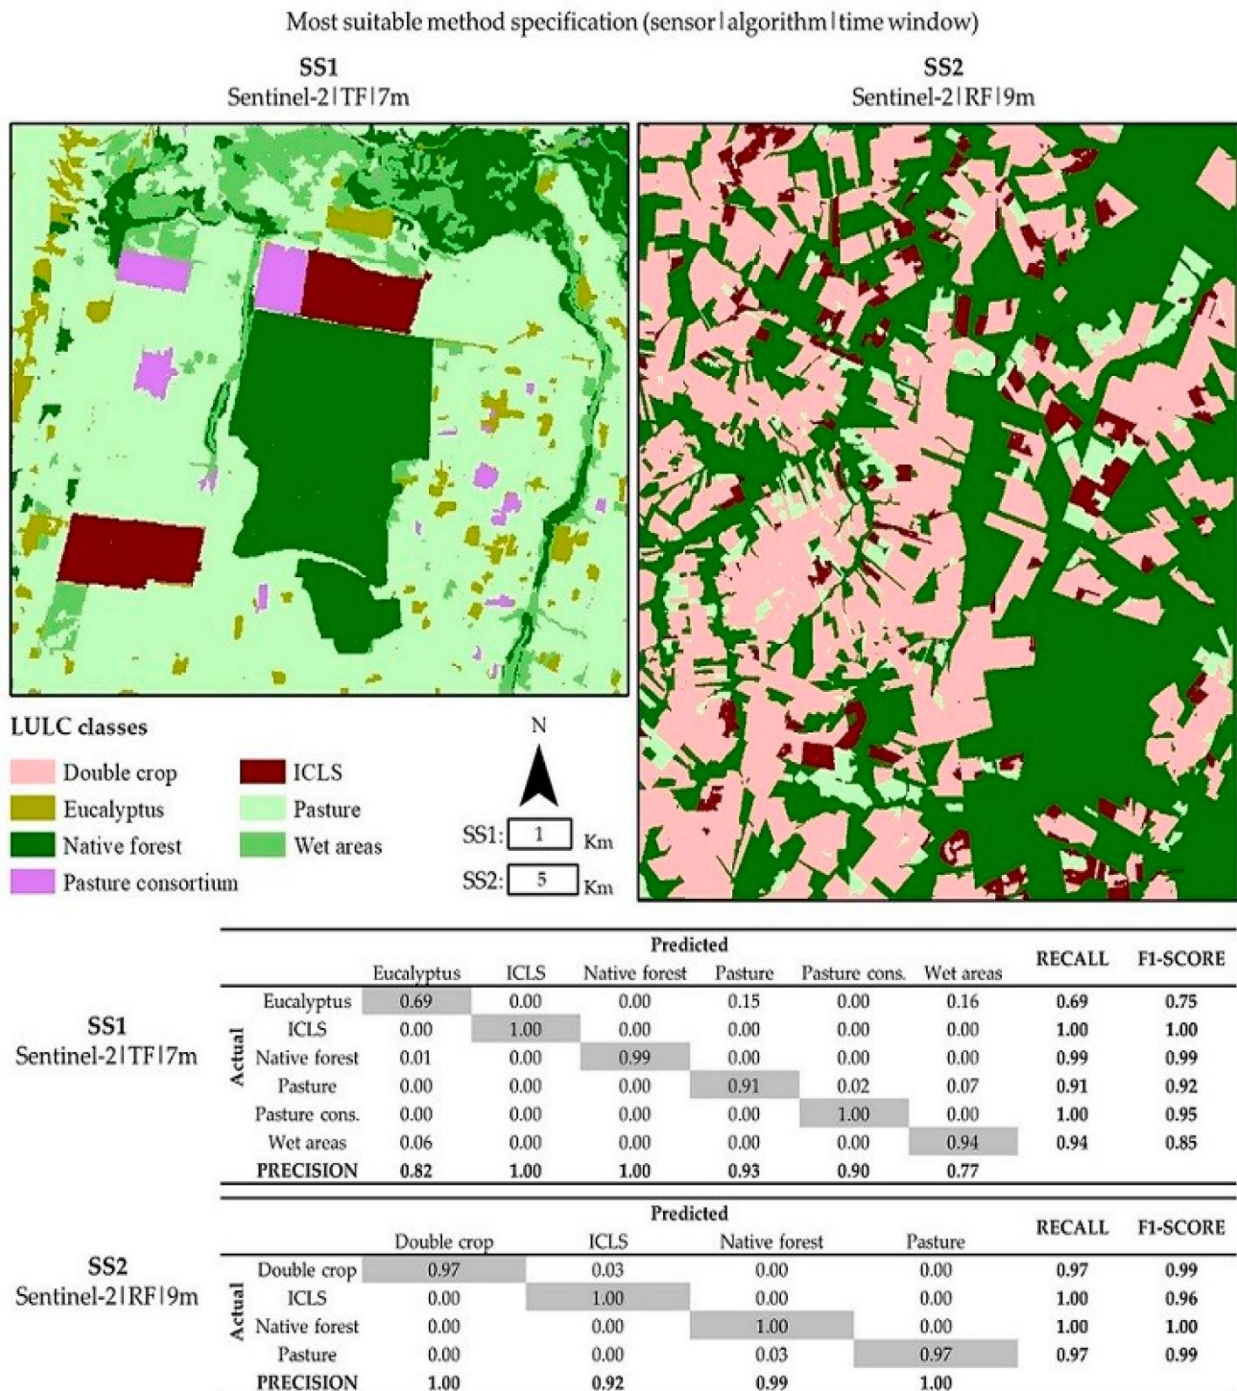 Most suitable method specification (sensor|algorithm|time window)
SS1
Sentinel-2|TF|7m
SS2
Sentinel-2|RF|9m
LULC classes
Double crop
ICLS
Eucalyptus
Pasture
Native forest
Wet areas
Pasture consortium
N
SS1: 1 Km
SS2: 5 Km
Predicted
Eucalyptus ICLS Native forest Pasture Pasture cons. Wet areas RECALL F1-SCORE
SS1
Sentinel-2|TF|7m
Actual
Eucalyptus 0.69 0.00 0.00 0.15 0.00 0.16 0.69 0.75
ICLS 0.00 1.00 0.00 0.00 0.00 0.00 1.00 1.00
Native forest 0.01 0.00 0.99 0.00 0.00 0.00 0.99 0.99
Pasture 0.00 0.00 0.00 0.91 0.02 0.07 0.91 0.92
Pasture cons. 0.00 0.00 0.00 0.00 1.00 0.00 1.00 0.95
Wet areas 0.06 0.00 0.00 0.00 0.00 0.94 0.94 0.85
PRECISION 0.82 1.00 1.00 0.93 0.90 0.77
Predicted
Double crop ICLS Native forest Pasture RECALL F1-SCORE
SS2
Sentinel-2|RF|9m
Actual
Double crop 0.97 0.03 0.00 0.00 0.97 0.99
ICLS 0.00 1.00 0.00 0.00 1.00 0.96
Native forest 0.00 0.00 1.00 0.00 1.00 1.00
Pasture 0.00 0.00 0.03 0.97 0.97 0.99
PRECISION 1.00 0.92 0.99 1.00